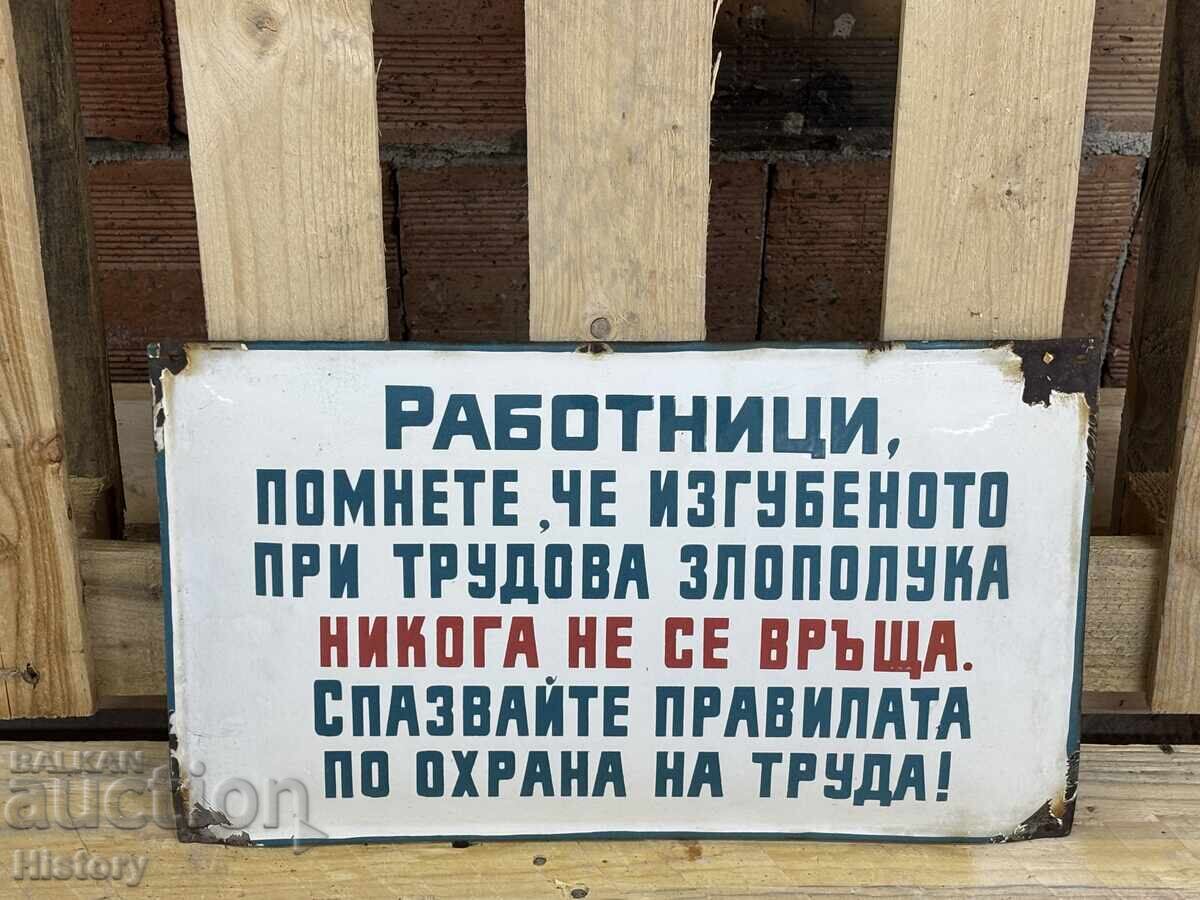 РАБОТНИЦИ,
ПОМНЕТЕ, ЧЕ ИЗГУБЕНОТО
ПРИ ТРУДОВА ЗЛОПОЛУКА
НИКОГА НЕ СЕ ВРЪЩА.
СПАЗВАЙТЕ ПРАВИЛАТА
ПО ОХРАНА НА ТРУДА!
BALKAN
auction
History